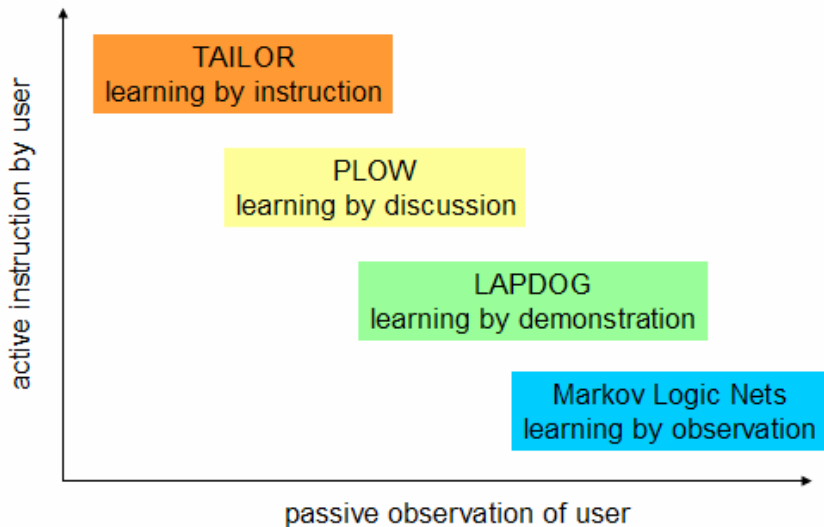 active instruction by user
TAILOR
learning by instruction
PLOW
learning by discussion
LAPDOG
learning by demonstration
Markov Logic Nets
learning by observation
passive observation of user